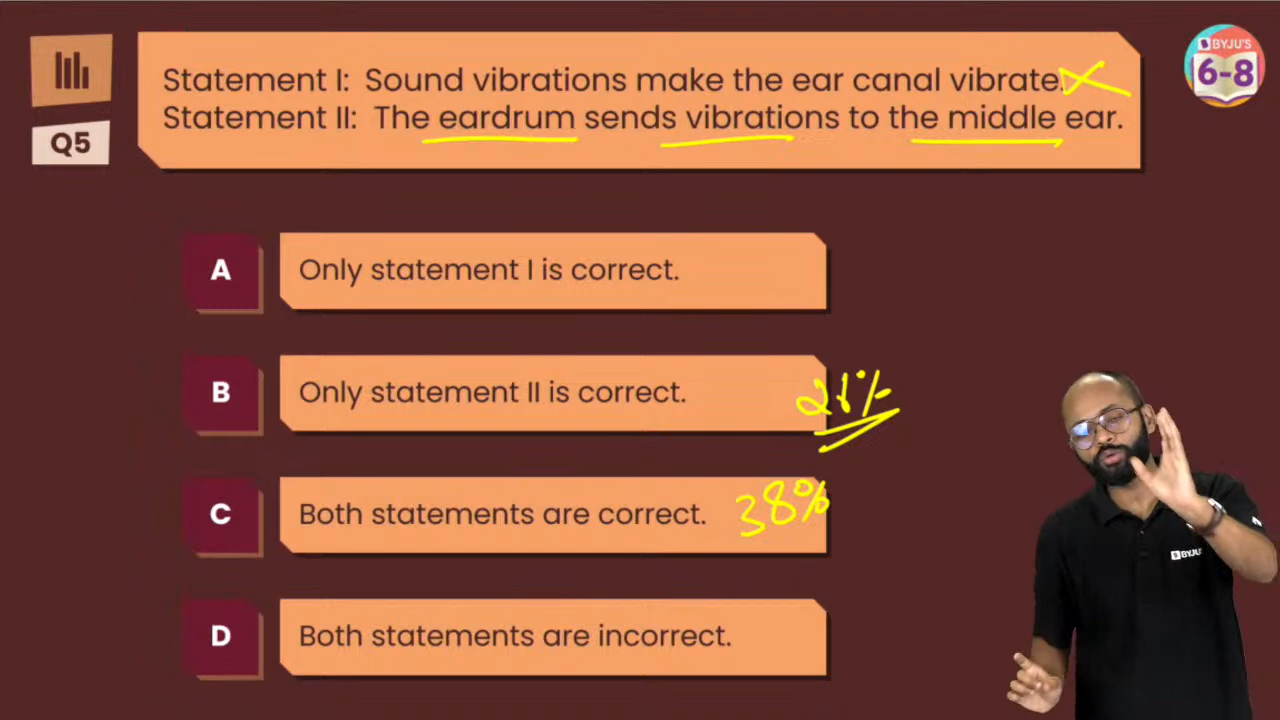 Statement I: Sound vibrations make the ear canal vibrate.
Statement II: The eardrum sends vibrations to the middle ear.
BYJU'S
6-8
Q5
A
Only statement I is correct.
B
Only statement II is correct.
C
Both statements are correct.
38%
D
Both statements are incorrect.
BYJU'